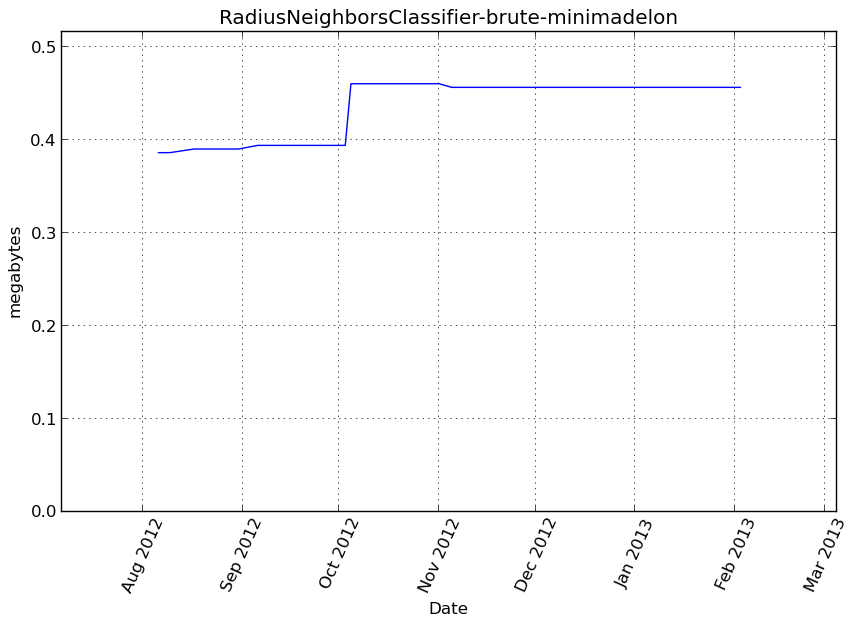 RadiusNeighborsClassifier-brute-minimadelon
0.5
0.4
0.3
0.2
0.1
0.0
megabytes
Aug 2012
Sep 2012
Oct 2012
Nov 2012
Dec 2012
Jan 2013
Feb 2013
Mar 2013
Date